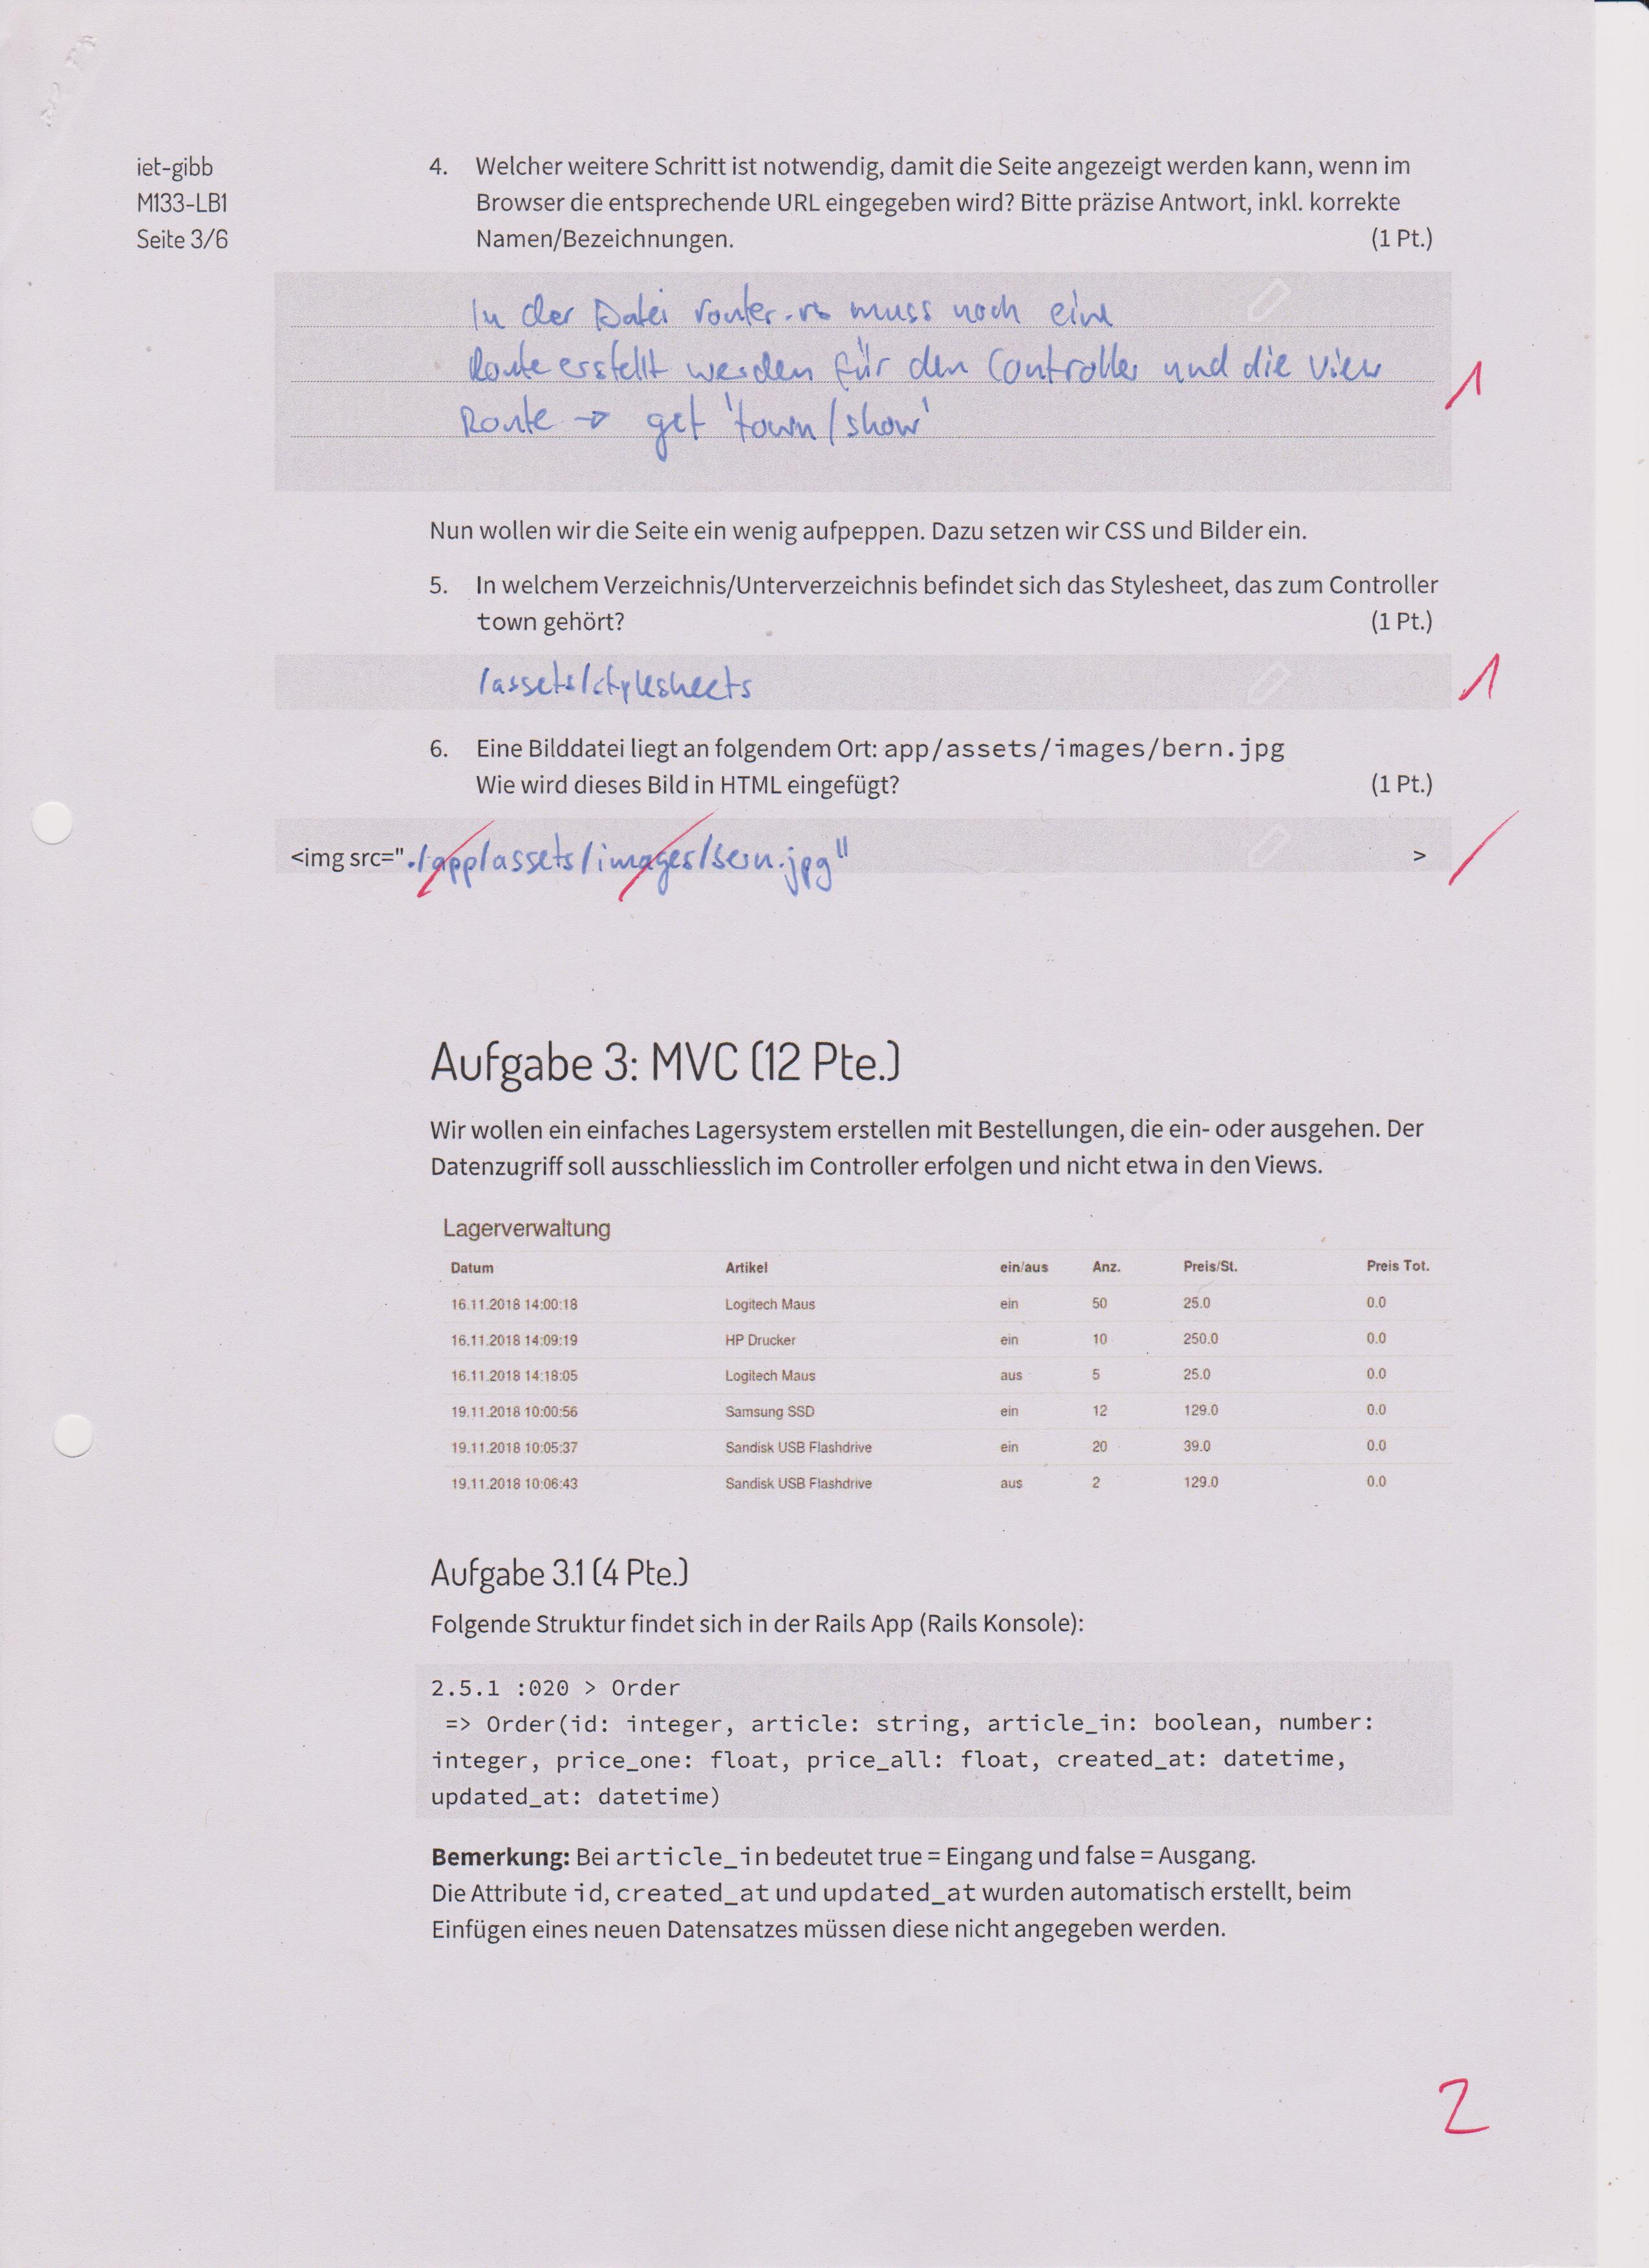 iet-gibb
M133-LB1
Seite 3/6
4. Welcher weitere Schritt ist notwendig, damit die Seite angezeigt werden kann, wenn im
Browser die entsprechende URL eingegeben wird? Bitte präzise Antwort, inkl. korrekte
Namen/Bezeichnungen. (1 Pt.)
In der Datei router.rb muss noch eine
Route erstellt werden für den Controller und die View
Route → get 'town/show'
1
Nun wollen wir die Seite ein wenig aufpeppen. Dazu setzen wir CSS und Bilder ein.
5. In welchem Verzeichnis/Unterverzeichnis befindet sich das Stylesheet, das zum Controller
town gehört? (1 Pt.)
/assets/stylesheets
1
6. Eine Bilddatei liegt an folgendem Ort: app/assets/images/bern.jpg
Wie wird dieses Bild in HTML eingefügt? (1 Pt.)
<img src="./app/assets/images/bern.jpg" >
Aufgabe 3: MVC (12 Pte.)
Wir wollen ein einfaches Lagersystem erstellen mit Bestellungen, die ein- oder ausgehen. Der
Datenzugriff soll ausschliesslich im Controller erfolgen und nicht etwa in den Views.
Lagerverwaltung
Datum Artikel ein/aus Anz. Preis/St. Preis Tot.
16.11.2018 14:00:18 Logitech Maus ein 50 25.0 0.0
16.11.2018 14:09:19 HP Drucker ein 10 250.0 0.0
16.11.2018 14:18:05 Logitech Maus aus 5 25.0 0.0
19.11.2018 10:00:56 Samsung SSD ein 12 129.0 0.0
19.11.2018 10:05:37 Sandisk USB Flashdrive ein 20 39.0 0.0
19.11.2018 10:06:43 Sandisk USB Flashdrive aus 2 129.0 0.0
Aufgabe 3.1 (4 Pte.)
Folgende Struktur findet sich in der Rails App (Rails Konsole):
2.5.1 :020 > Order
=> Order(id: integer, article: string, article_in: boolean, number:
integer, price_one: float, price_all: float, created_at: datetime,
updated_at: datetime)
Bemerkung: Bei article_in bedeutet true = Eingang und false = Ausgang.
Die Attribute id, created_at und updated_at wurden automatisch erstellt, beim
Einfügen eines neuen Datensatzes müssen diese nicht angegeben werden.
2